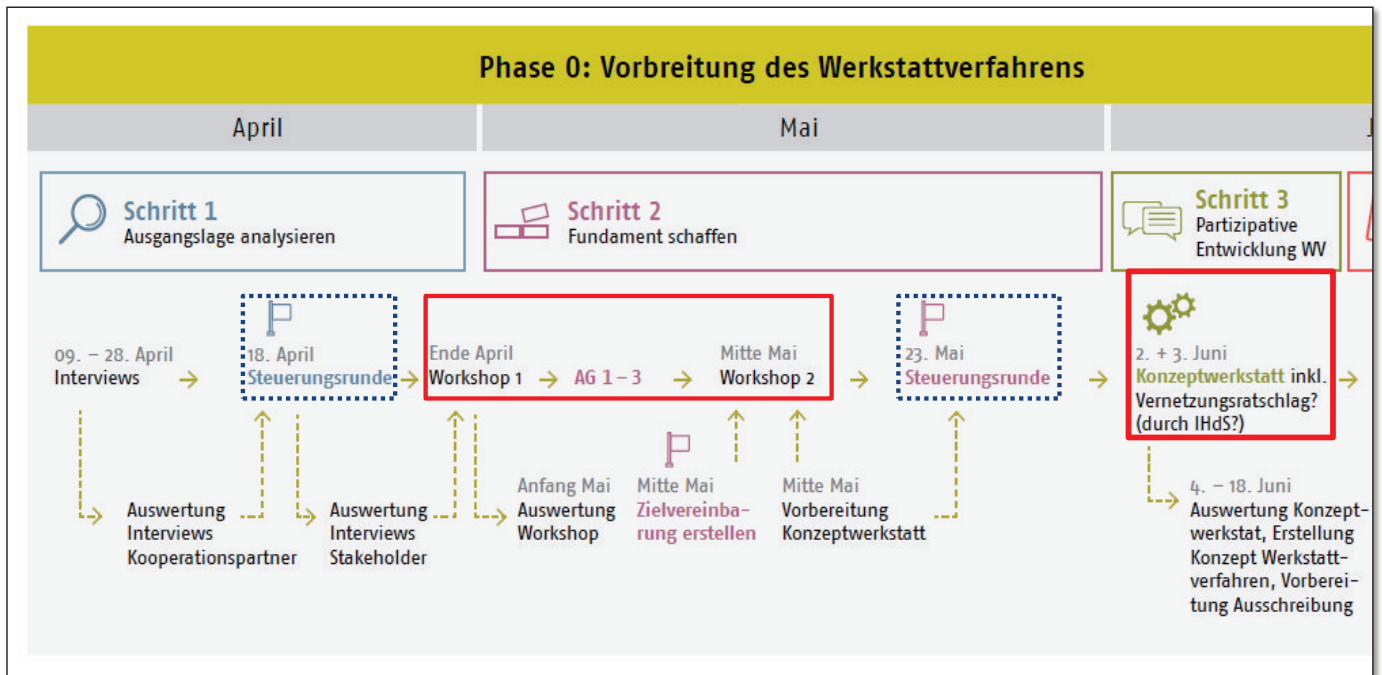 Phase 0: Vorbreitung des Werkstattverfahrens
April
Mai
J
Schritt 1
Ausgangslage analysieren
Schritt 2
Fundament schaffen
Schritt 3
Partizipative
Entwicklung WV
09. – 28. April
Interviews
18. April
Steuerungsrunde
Ende April
Workshop 1
AG 1 – 3
Mitte Mai
Workshop 2
23. Mai
Steuerungsrunde
2. + 3. Juni
Konzeptwerkstatt inkl.
Vernetzungsratschlag?
(durch IHdS?)
Auswertung
Interviews
Kooperationspartner
Auswertung
Interviews
Stakeholder
Anfang Mai
Auswertung
Workshop
Mitte Mai
Zielvereinba-
rung erstellen
Mitte Mai
Vorbereitung
Konzeptwerkstatt
4. – 18. Juni
Auswertung Konzept-
werkstat, Erstellung
Konzept Werkstatt-
verfahren, Vorberei-
tung Ausschreibung